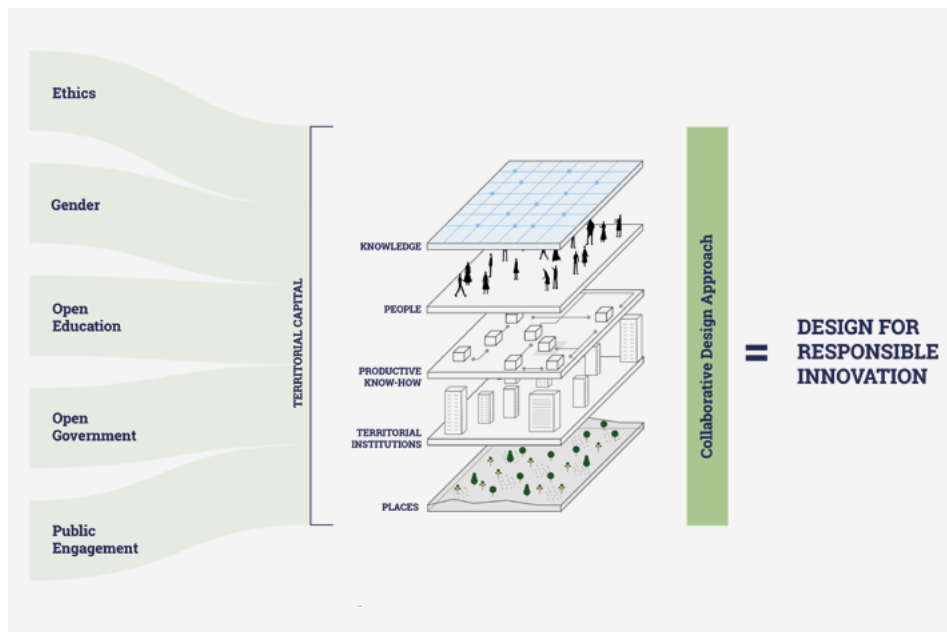 Ethics
Gender
Open
Education
Open
Government
Public
Engagement
TERRITORIAL CAPITAL
KNOWLEDGE
PEOPLE
PRODUCTIVE
KNOW-HOW
TERRITORIAL
INSTITUTIONS
PLACES
Collaborative Design Approach
=
DESIGN FOR
RESPONSIBLE
INNOVATION